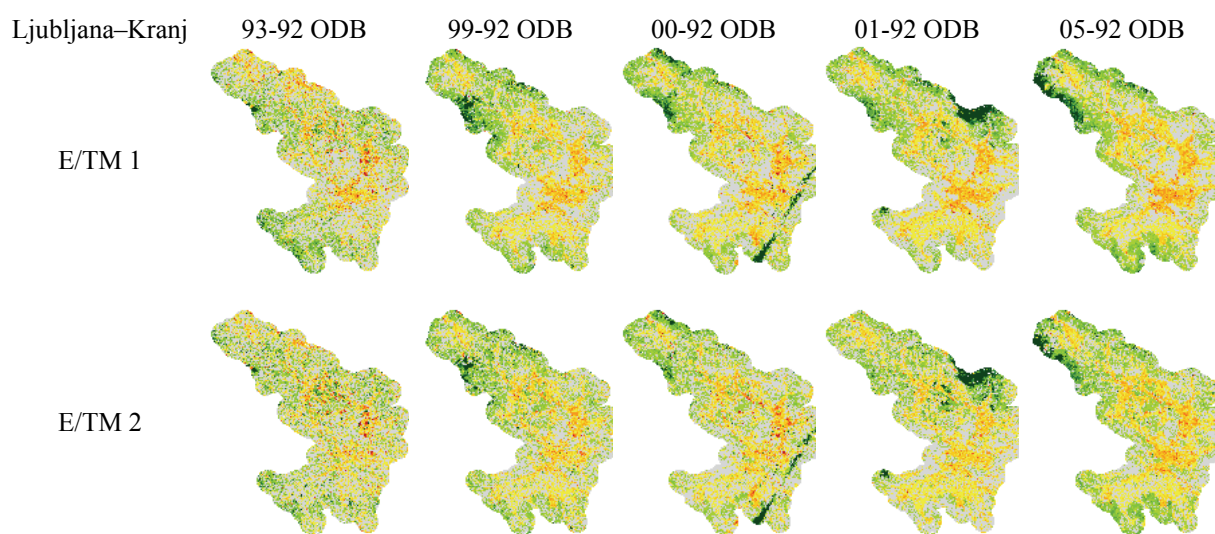 Ljubljana–Kranj 93-92 ODB 99-92 ODB 00-92 ODB 01-92 ODB 05-92 ODB
E/TM 1
E/TM 2